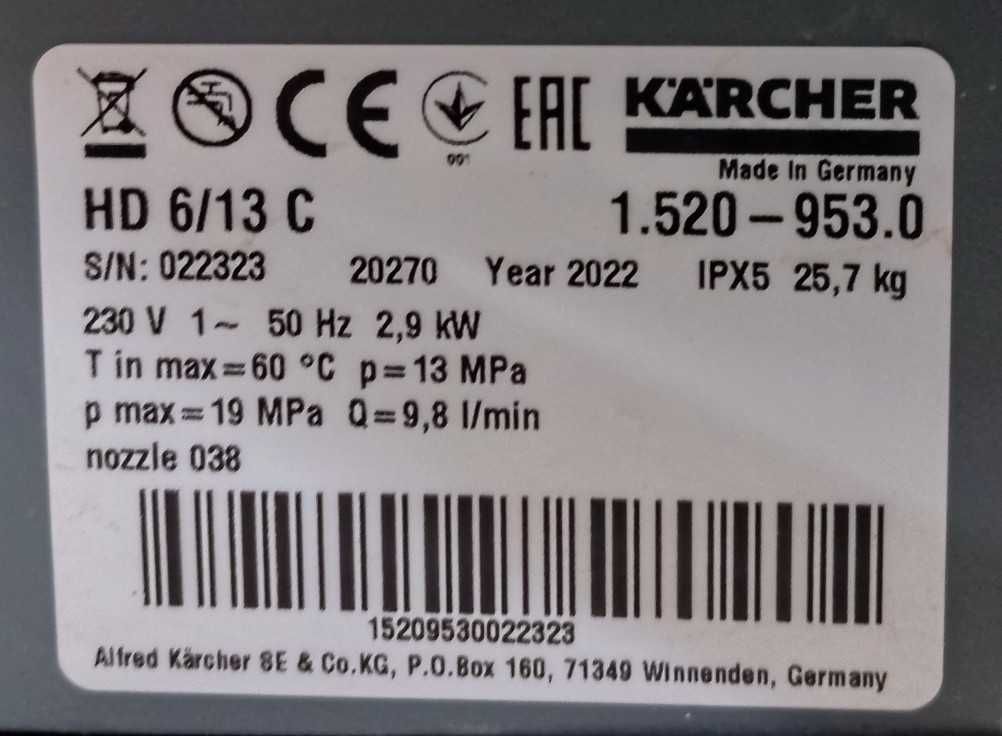 CE 001 EAC KÄRCHER
Made In Germany
HD 6/13 C 1.520-953.0
S/N: 022323 20270 Year 2022 IPX5 25,7 kg
230 V 1~ 50 Hz 2,9 kW
T in max=60 °C p=13 MPa
p max=19 MPa Q=9,8 l/min
nozzle 038
15209530022323
Alfred Kärcher SE & Co.KG, P.O.Box 160, 71349 Winnenden, Germany